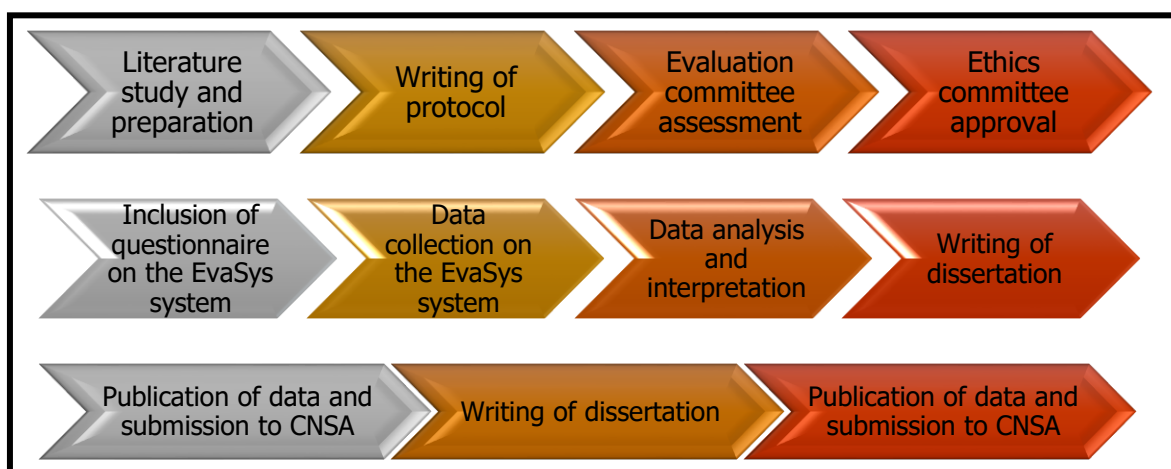 Literature
study and
preparation
Writing of
protocol
Evaluation
committee
assessment
Ethics
committee
approval
Inclusion of
questionnaire
on the EvaSys
system
Data
collection on
the EvaSys
system
Data analysis
and
interpretation
Writing of
dissertation
Publication of data and
submission to CNSA
Writing of dissertation
Publication of data and
submission to CNSA